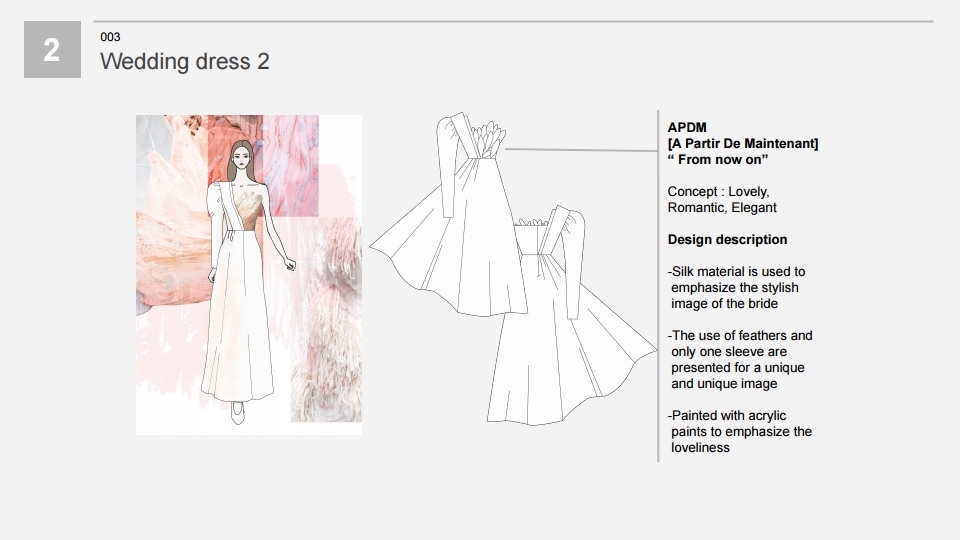 2
003
Wedding dress 2
APDM
[A Partir De Maintenant]
“ From now on”
Concept : Lovely,
Romantic, Elegant
Design description
-Silk material is used to
emphasize the stylish
image of the bride
-The use of feathers and
only one sleeve are
presented for a unique
and unique image
-Painted with acrylic
paints to emphasize the
loveliness